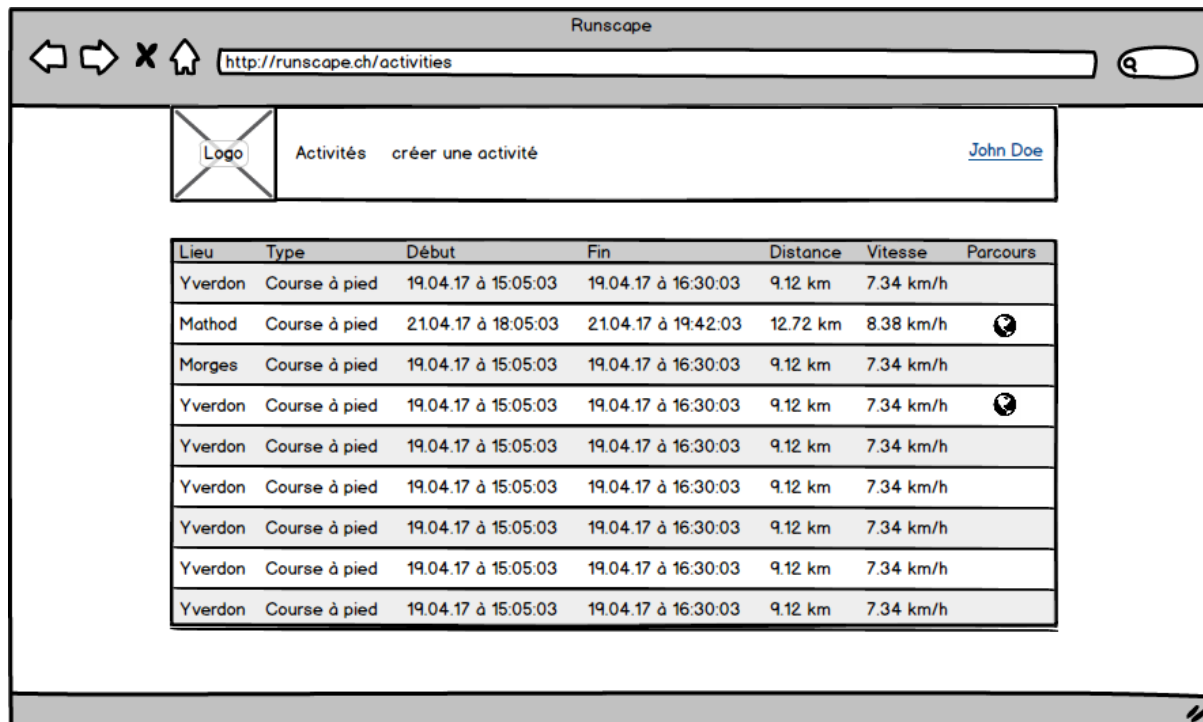 Runscape
http://runscape.ch/activities
Logo Activités créer une activité John Doe
Lieu Type Début Fin Distance Vitesse Parcours
Yverdon Course à pied 19.04.17 à 15:05:03 19.04.17 à 16:30:03 9.12 km 7.34 km/h
Mathod Course à pied 21.04.17 à 18:05:03 21.04.17 à 19:42:03 12.72 km 8.38 km/h
Morges Course à pied 19.04.17 à 15:05:03 19.04.17 à 16:30:03 9.12 km 7.34 km/h
Yverdon Course à pied 19.04.17 à 15:05:03 19.04.17 à 16:30:03 9.12 km 7.34 km/h
Yverdon Course à pied 19.04.17 à 15:05:03 19.04.17 à 16:30:03 9.12 km 7.34 km/h
Yverdon Course à pied 19.04.17 à 15:05:03 19.04.17 à 16:30:03 9.12 km 7.34 km/h
Yverdon Course à pied 19.04.17 à 15:05:03 19.04.17 à 16:30:03 9.12 km 7.34 km/h
Yverdon Course à pied 19.04.17 à 15:05:03 19.04.17 à 16:30:03 9.12 km 7.34 km/h
Yverdon Course à pied 19.04.17 à 15:05:03 19.04.17 à 16:30:03 9.12 km 7.34 km/h